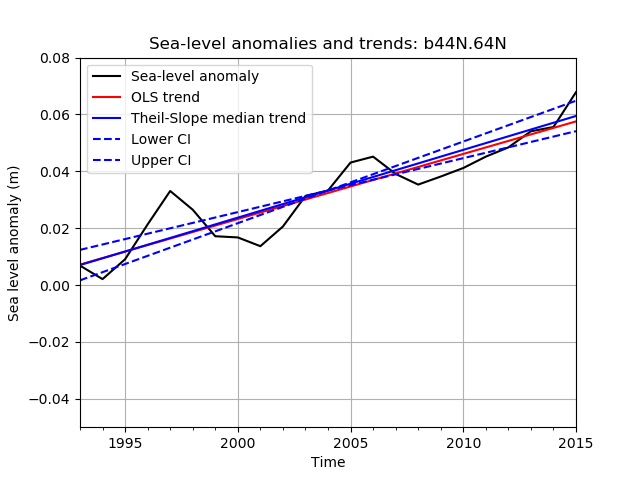 Sea-level anomalies and trends: b44N.64N
Sea-level anomaly
OLS trend
Theil-Slope median trend
Lower CI
Upper CI
0.08
0.06
0.04
0.02
0.00
−0.02
−0.04
Sea level anomaly (m)
1995
2000
2005
2010
2015
Time